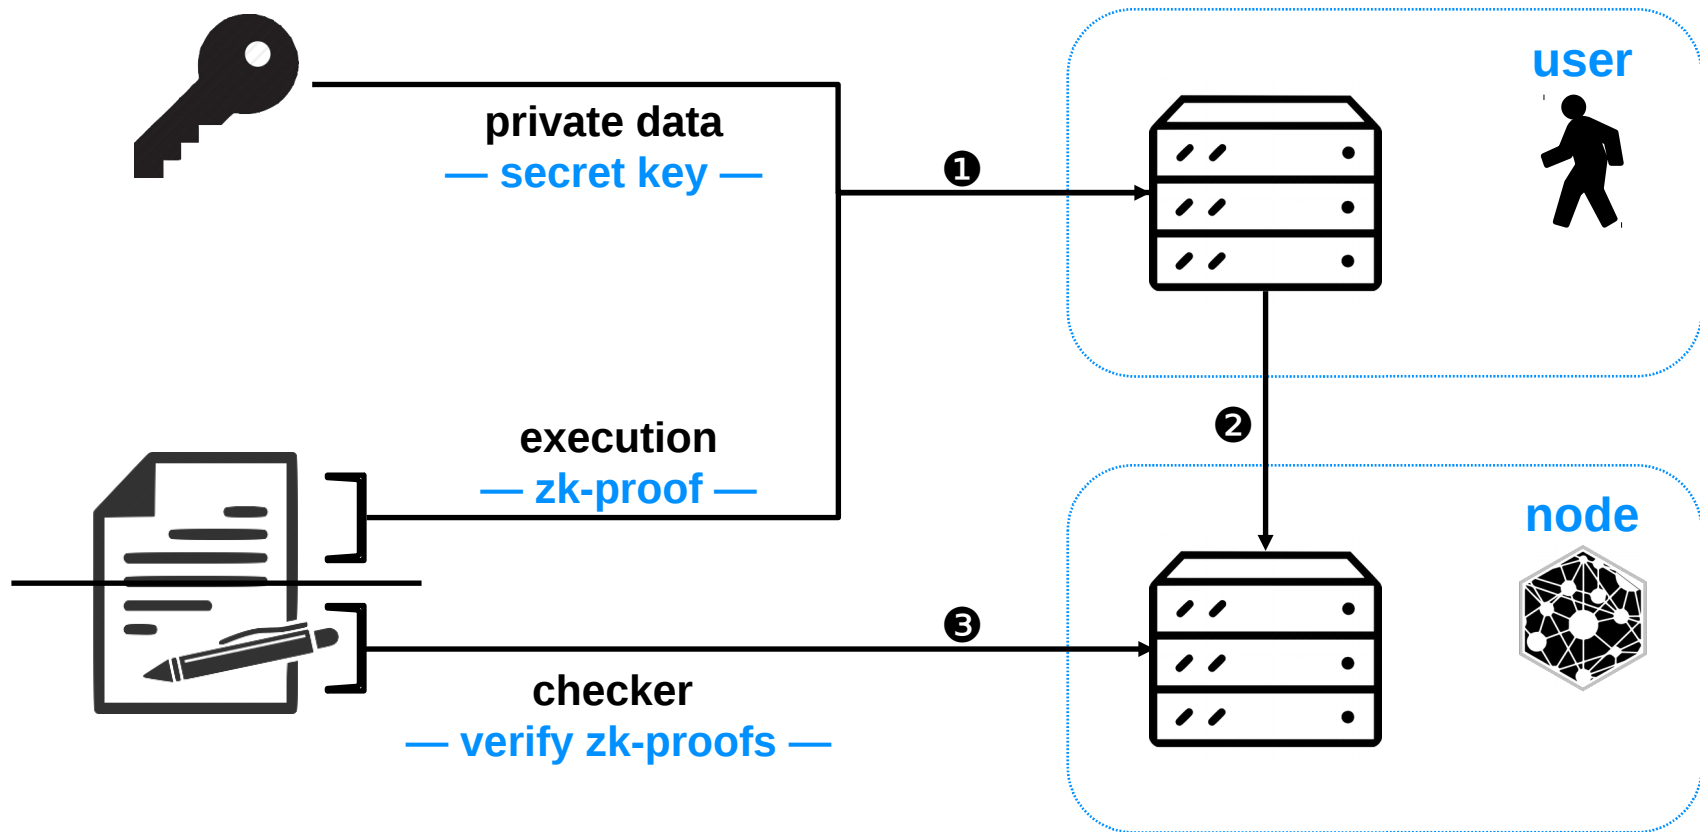 user
private data
— secret key —
❶
execution
— zk-proof —
❷
node
❸
checker
— verify zk-proofs —